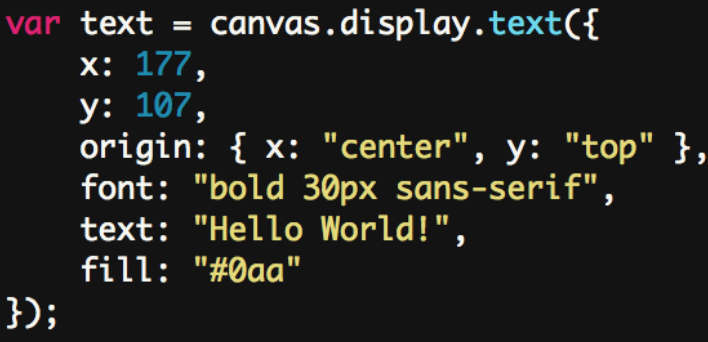 var text = canvas.display.text({
    x: 177,
    y: 107,
    origin: { x: "center", y: "top" },
    font: "bold 30px sans-serif",
    text: "Hello World!",
    fill: "#0aa"
});